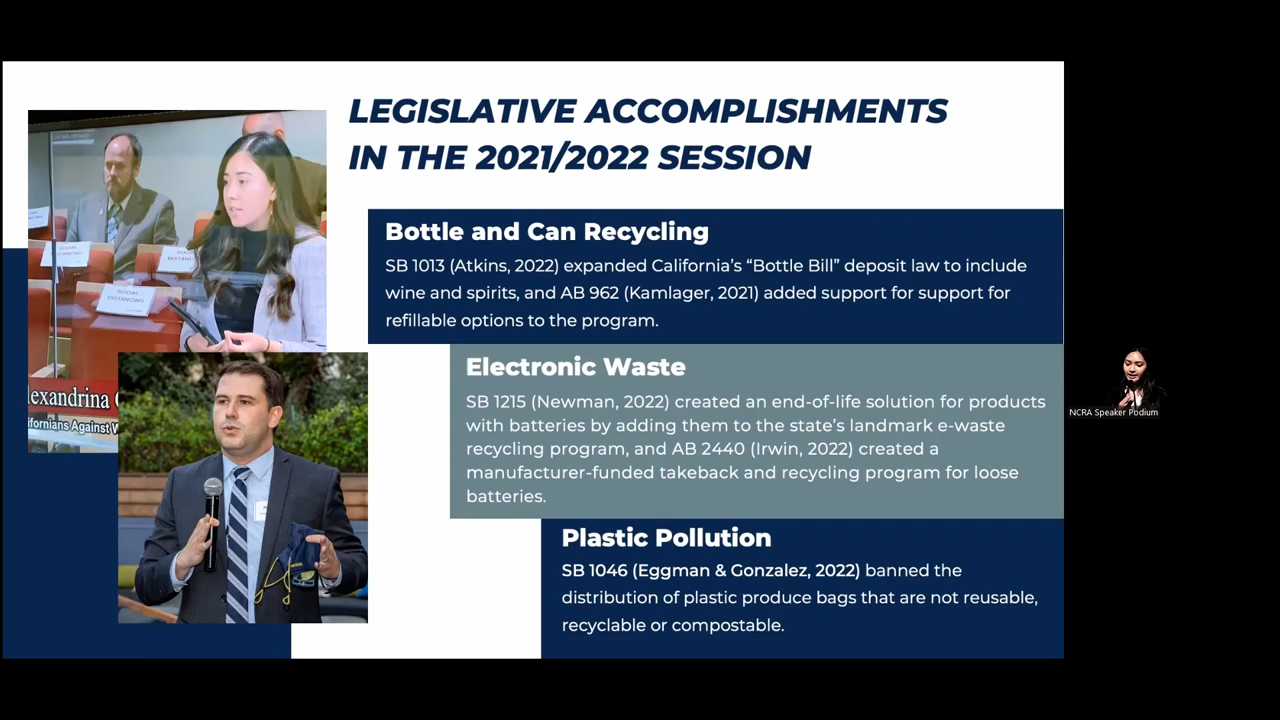 LEGISLATIVE ACCOMPLISHMENTS
IN THE 2021/2022 SESSION
Bottle and Can Recycling
SB 1013 (Atkins, 2022) expanded California's “Bottle Bill” deposit law to include
wine and spirits, and AB 962 (Kamlager, 2021) added support for support for
refillable options to the program.
Electronic Waste
SB 1215 (Newman, 2022) created an end-of-life solution for products
with batteries by adding them to the state's landmark e-waste
recycling program, and AB 2440 (Irwin, 2022) created a
manufacturer-funded takeback and recycling program for loose
batteries.
Plastic Pollution
SB 1046 (Eggman & Gonzalez, 2022) banned the
distribution of plastic produce bags that are not reusable,
recyclable or compostable.
SOCIAL
DISTANCING
lexandrina
ifornians Against W
NCRA Speaker Podium